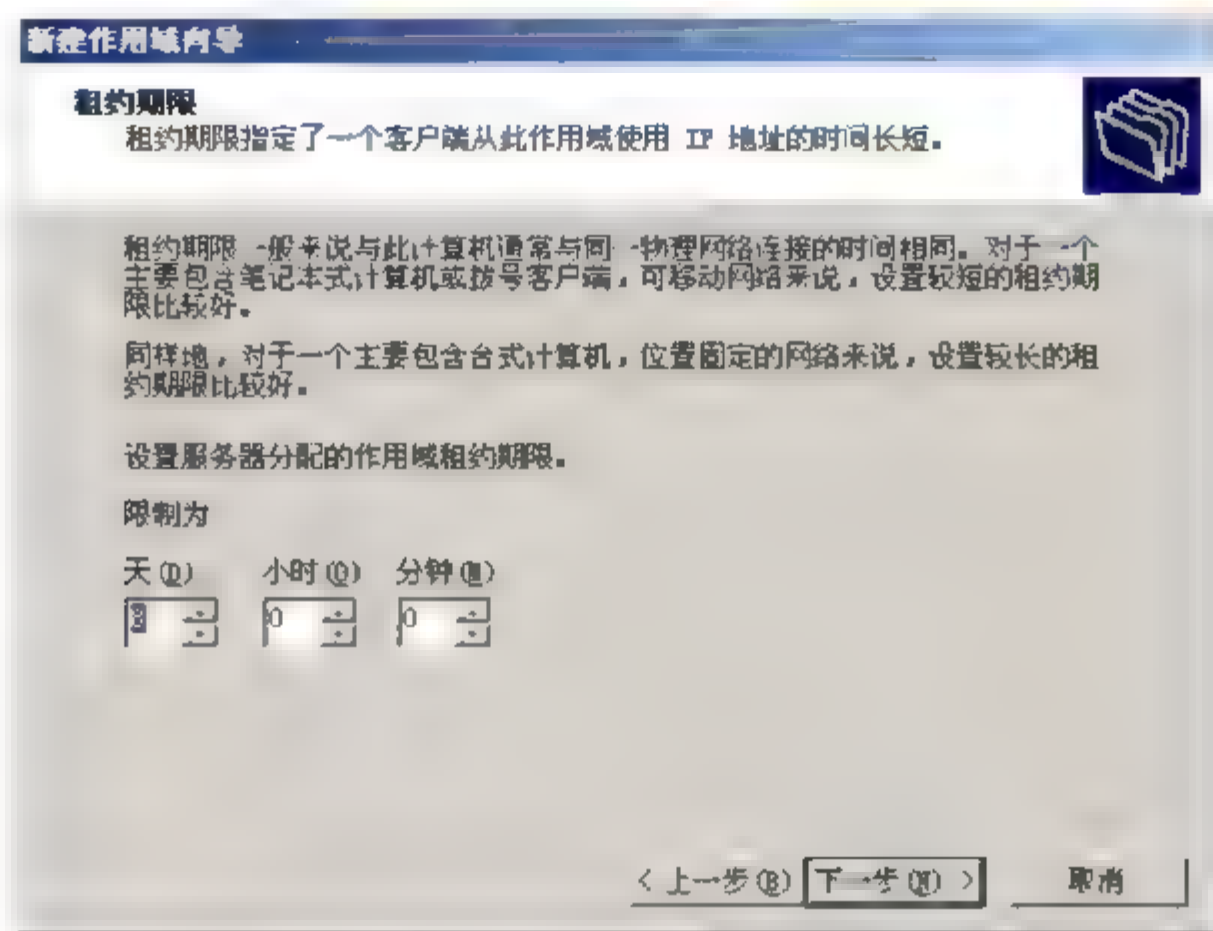 新建作用域向导
租约期限
租约期限指定了一个客户端从此作用域使用 IP 地址的时间长短。
租约期限一般来说与此计算机通常与同一物理网络连接的时间相同。对于一个
主要包含笔记本式计算机或拨号客户端，可移动网络来说，设置较短的租约期
限比较好。
同样地，对于一个主要包含台式计算机，位置固定的网络来说，设置较长的租
约期限比较好。
设置服务器分配的作用域租约期限。
限制为
天(D) 小时(O) 分钟(M)
0 0
< 上一步(B) 下一步(N) > 取消